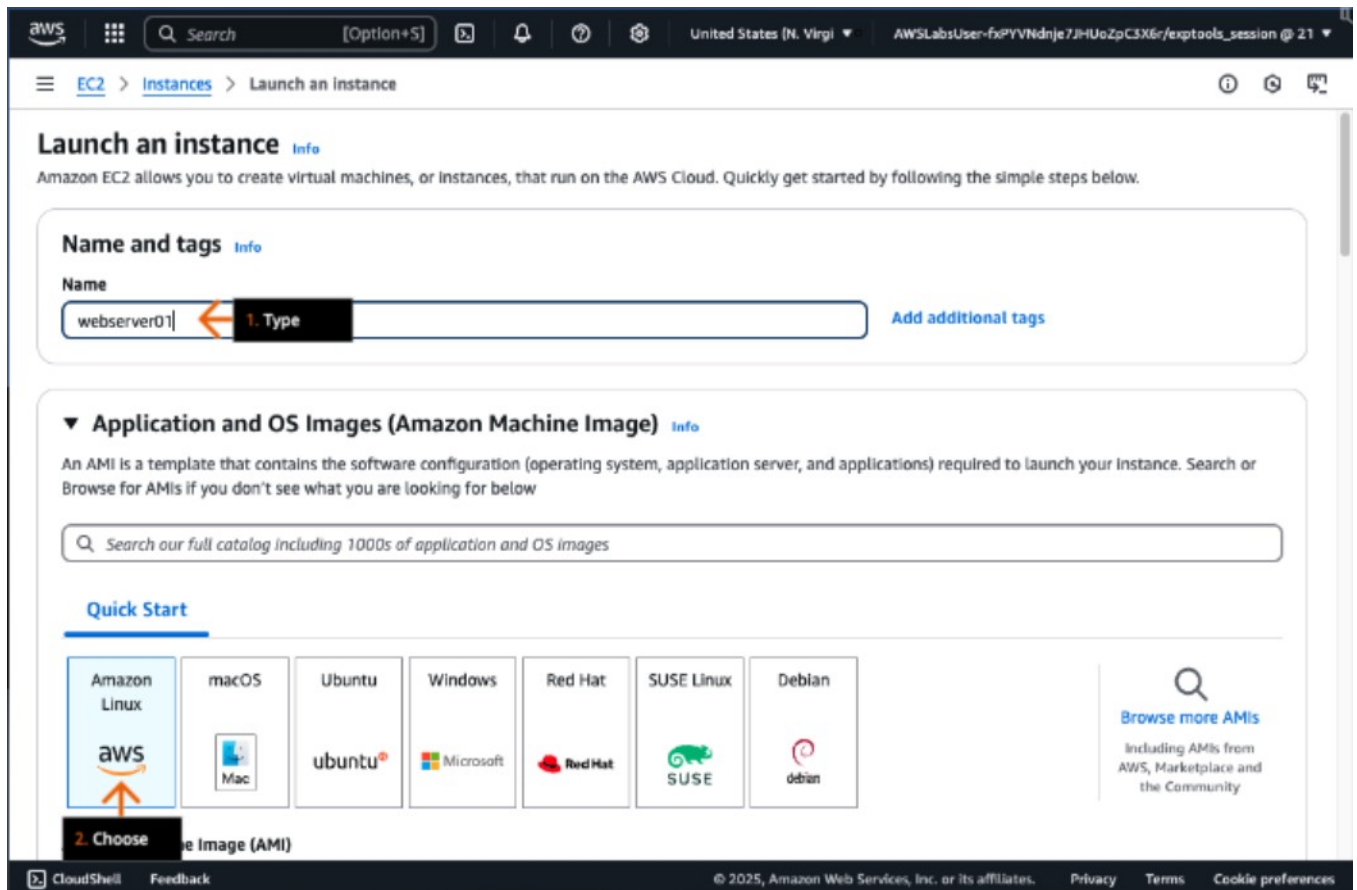 aws
Search [Option+S] United States (N. Virgi AWSLabsUser-fxPYVNdnje7JHUoZpC3X6r/exptools_session @ 21
EC2 > Instances > Launch an instance
Launch an instance Info
Amazon EC2 allows you to create virtual machines, or instances, that run on the AWS Cloud. Quickly get started by following the simple steps below.
Name and tags Info
Name
webserver01 1. Type Add additional tags
Application and OS Images (Amazon Machine Image) Info
An AMI is a template that contains the software configuration (operating system, application server, and applications) required to launch your instance. Search or
Browse for AMIs if you don't see what you are looking for below
Search our full catalog including 1000s of application and OS images
Quick Start
Amazon
Linux
aws
macOS
Mac
Ubuntu
ubuntu
Windows
Microsoft
Red Hat
Red Hat
SUSE Linux
SUSE
Debian
debian
Browse more AMIs
Including AMIs from
AWS, Marketplace and
the Community
2. Choose
e Image (AMI)
CloudShell Feedback © 2025, Amazon Web Services, Inc. or its affiliates. Privacy Terms Cookie preferences